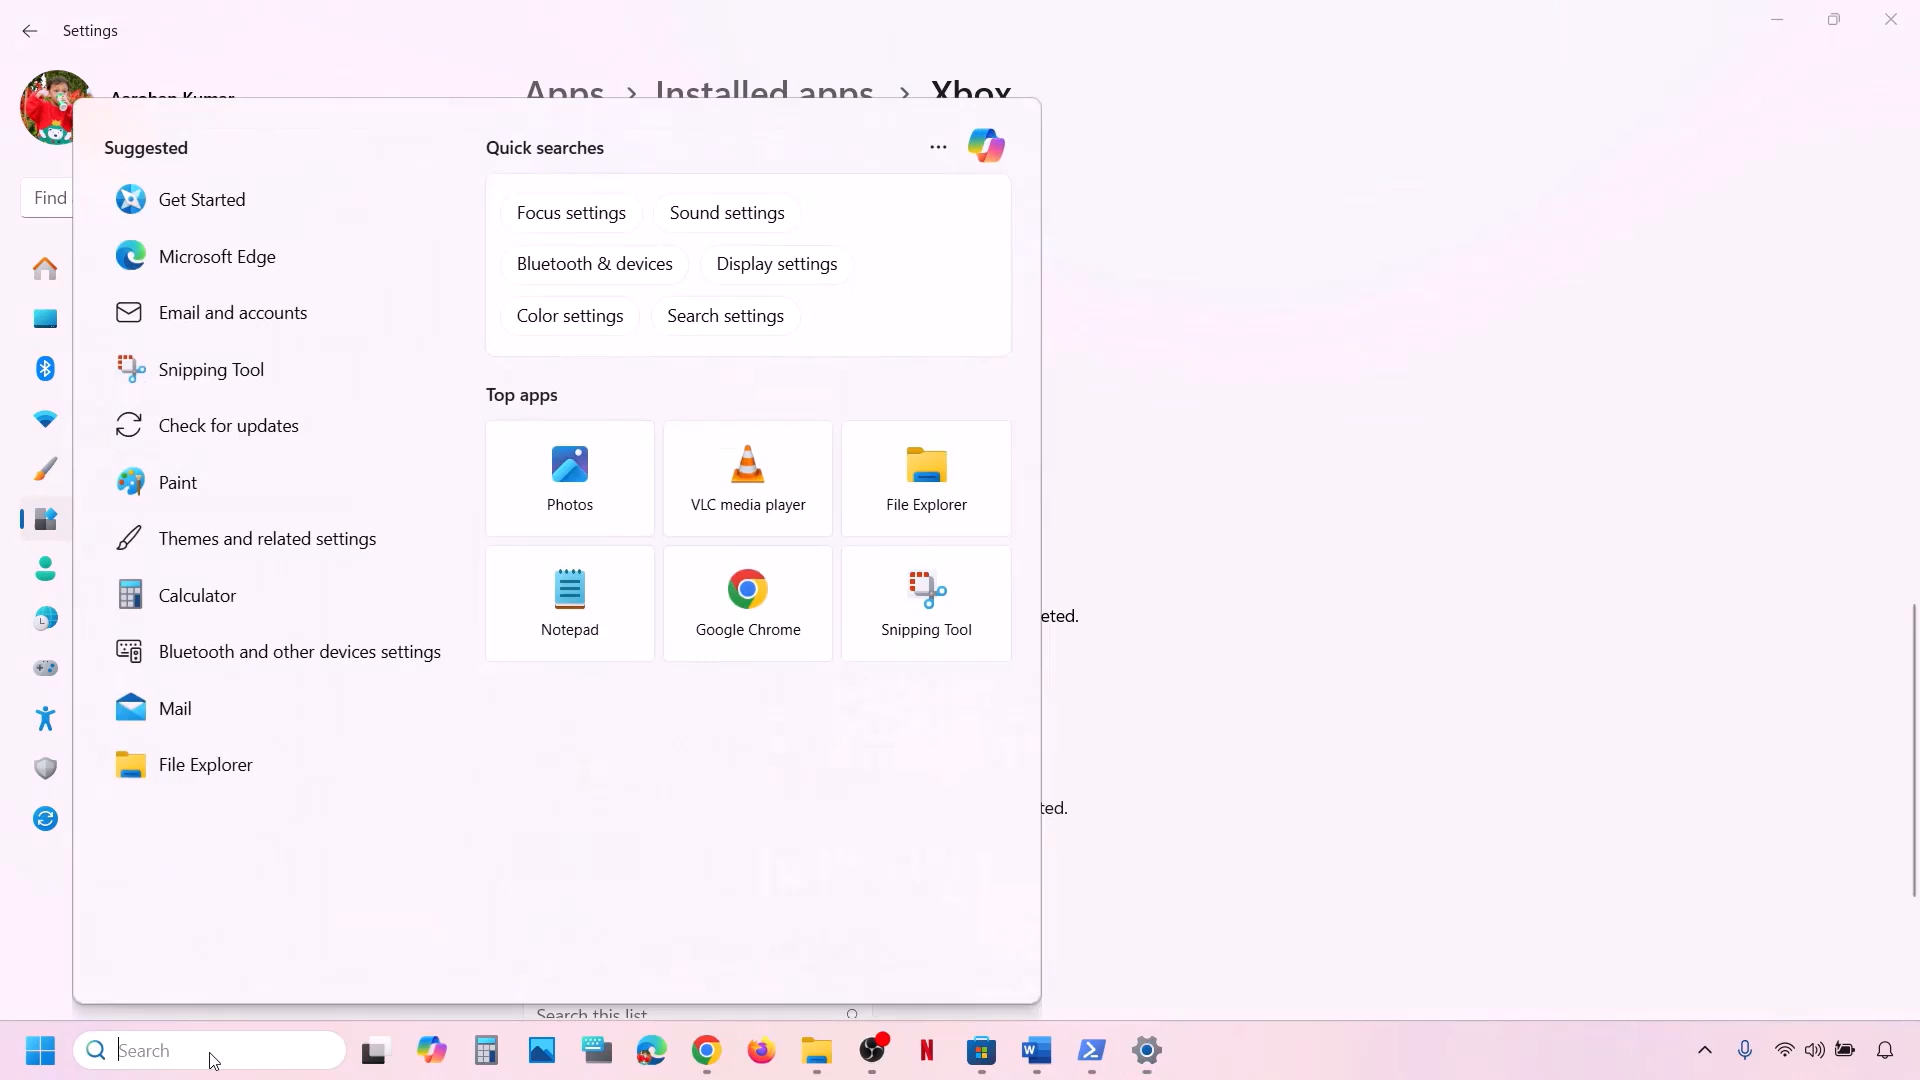 Settings
Apps > Installed apps > Xbox
Find
Suggested
Get Started
Microsoft Edge
Email and accounts
Snipping Tool
Check for updates
Paint
Themes and related settings
Calculator
Bluetooth and other devices settings
Mail
File Explorer
Quick searches
Focus settings
Sound settings
Bluetooth & devices
Display settings
Color settings
Search settings
Top apps
Photos
VLC media player
File Explorer
Notepad
Google Chrome
Snipping Tool
eted.
ted.
Search this list
Search